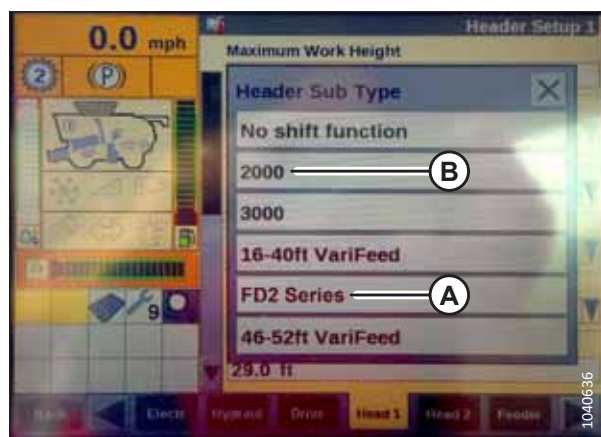 0.0 mph
Header Setup 1
Maximum Work Height
2
P
Header Sub Type
No shift function
2000
B
3000
16-40ft VariFeed
FD2 Series
A
46-52ft VariFeed
9
29.0 ft
Back
Electr
Hydraul
Drive
Head 1
Head 2
Feeder
1040636